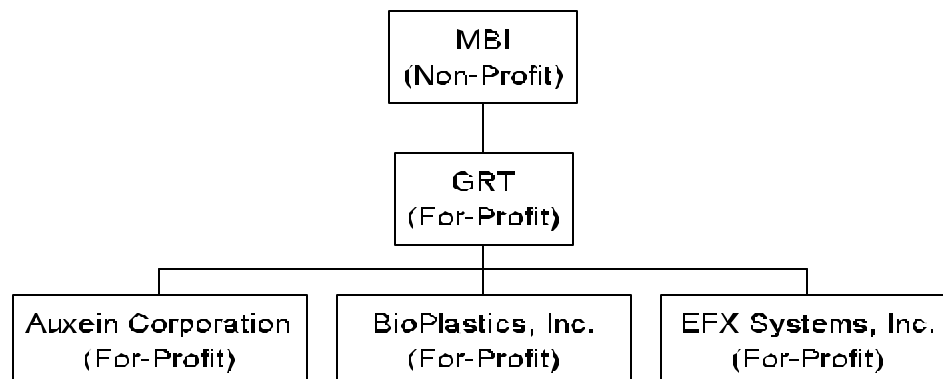 MBI
(Non-Profit)
GRT
(For-Profit)
Auxein Corporation
(For-Profit)
BioPlastics, Inc.
(For-Profit)
EFX Systems, Inc.
(For-Profit)